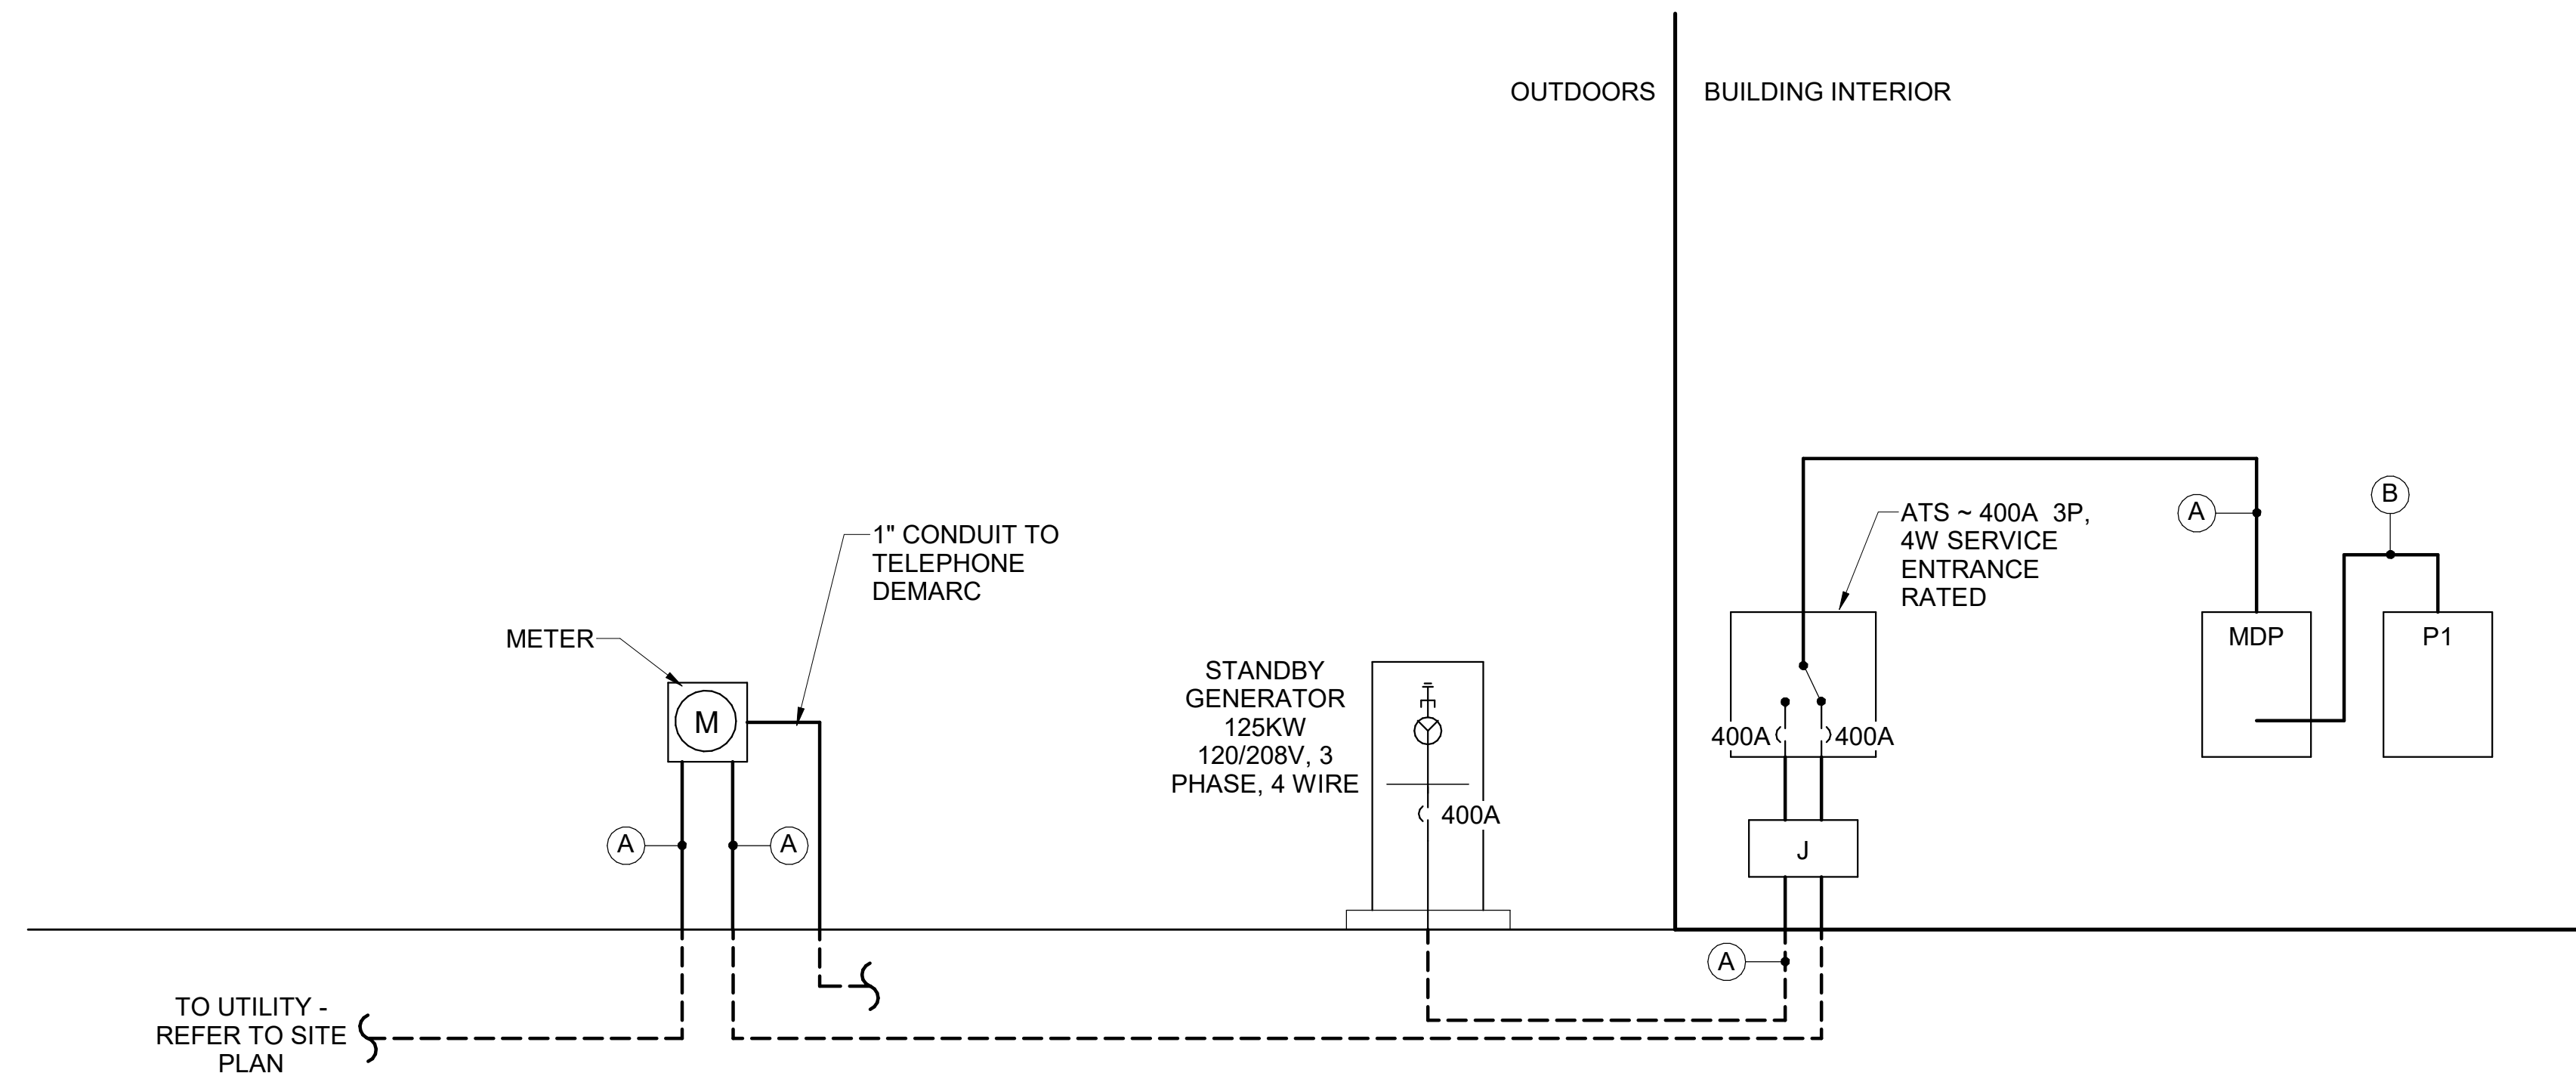 OUTDOORS
BUILDING INTERIOR
1" CONDUIT TO
TELEPHONE
DEMARC
METER
M
A
A
TO UTILITY -
REFER TO SITE
PLAN
STANDBY
GENERATOR
125KW
120/208V, 3
PHASE, 4 WIRE
400A
ATS ~ 400A 3P,
4W SERVICE
ENTRANCE
RATED
400A
400A
J
A
A
B
MDP
P1